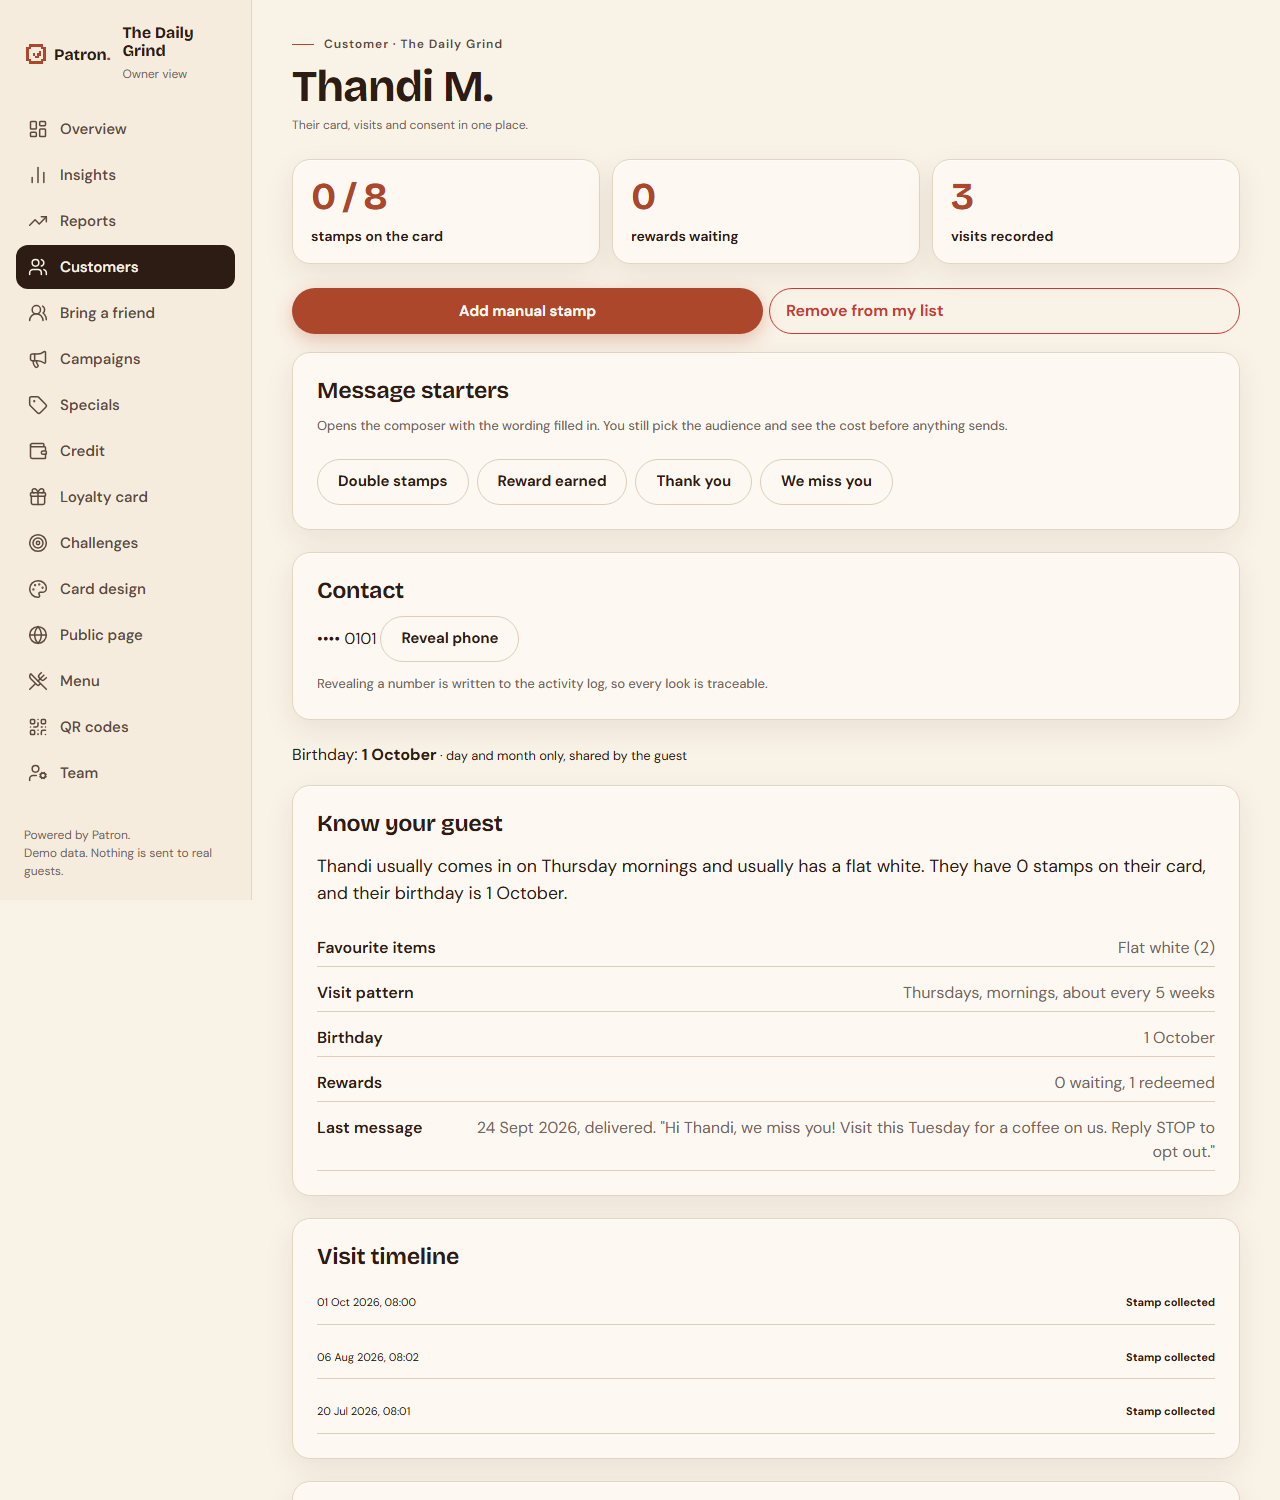 Patron.
The Daily
Grind
Owner view
Overview
Insights
Reports
Customers
Bring a friend
Campaigns
Specials
Credit
Loyalty card
Challenges
Card design
Public page
Menu
QR codes
Team
Powered by Patron.
Demo data. Nothing is sent to real
guests.
Customer · The Daily Grind
Thandi M.
Their card, visits and consent in one place.
0 / 8
stamps on the card
0
rewards waiting
3
visits recorded
Add manual stamp
Remove from my list
Message starters
Opens the composer with the wording filled in. You still pick the audience and see the cost before anything sends.
Double stamps
Reward earned
Thank you
We miss you
Contact
•••• 0101
Reveal phone
Revealing a number is written to the activity log, so every look is traceable.
Birthday: 1 October · day and month only, shared by the guest
Know your guest
Thandi usually comes in on Thursday mornings and usually has a flat white. They have 0 stamps on their card,
and their birthday is 1 October.
Favourite items Flat white (2)
Visit pattern Thursdays, mornings, about every 5 weeks
Birthday 1 October
Rewards 0 waiting, 1 redeemed
Last message 24 Sept 2026, delivered. "Hi Thandi, we miss you! Visit this Tuesday for a coffee on us. Reply STOP to
opt out."
Visit timeline
01 Oct 2026, 08:00 Stamp collected
06 Aug 2026, 08:02 Stamp collected
20 Jul 2026, 08:01 Stamp collected